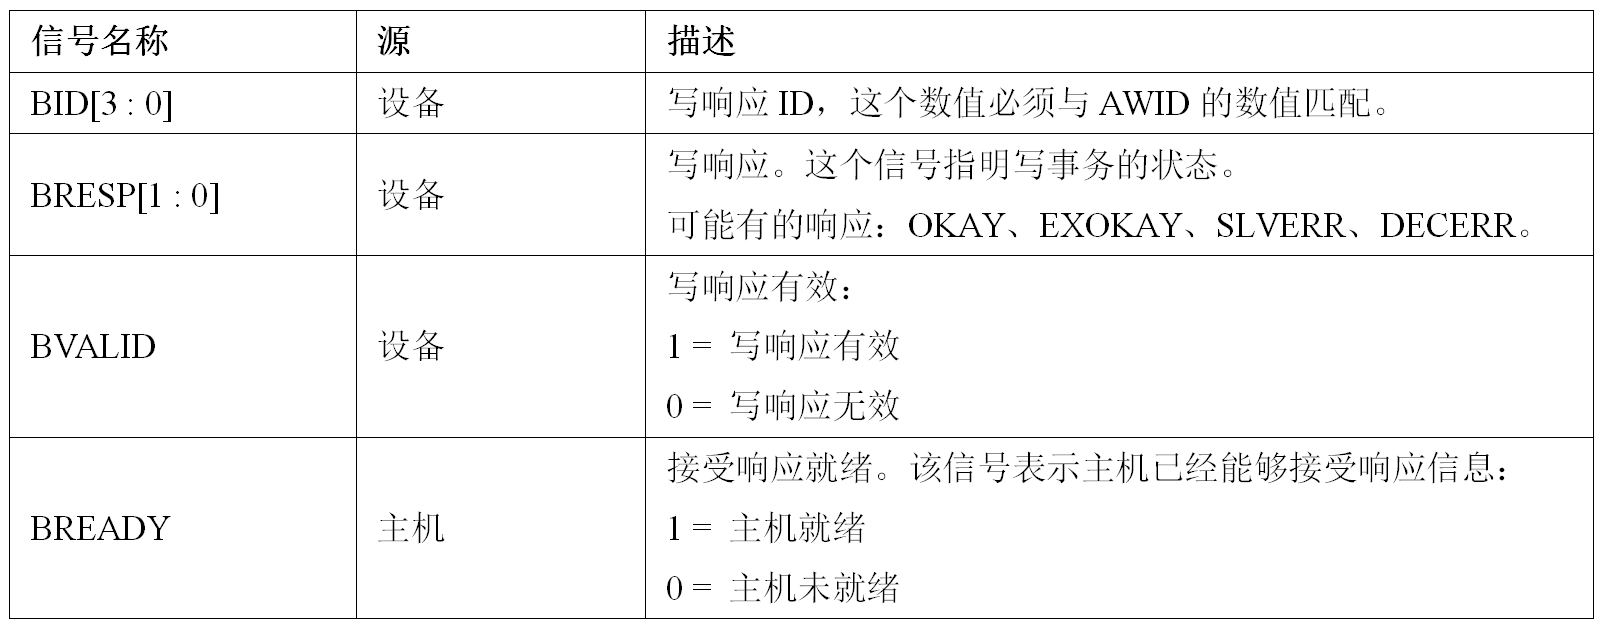 信号名称 源 描述
BID[3 : 0] 设备 写响应 ID，这个数值必须与 AWID 的数值匹配。
BRESP[1 : 0] 设备 写响应。这个信号指明写事务的状态。
可能有的响应：OKAY、EXOKAY、SLVERR、DECERR。
BVALID 设备 写响应有效：
1 = 写响应有效
0 = 写响应无效
BREADY 主机 接受响应就绪。该信号表示主机已经能够接受响应信息：
1 = 主机就绪
0 = 主机未就绪